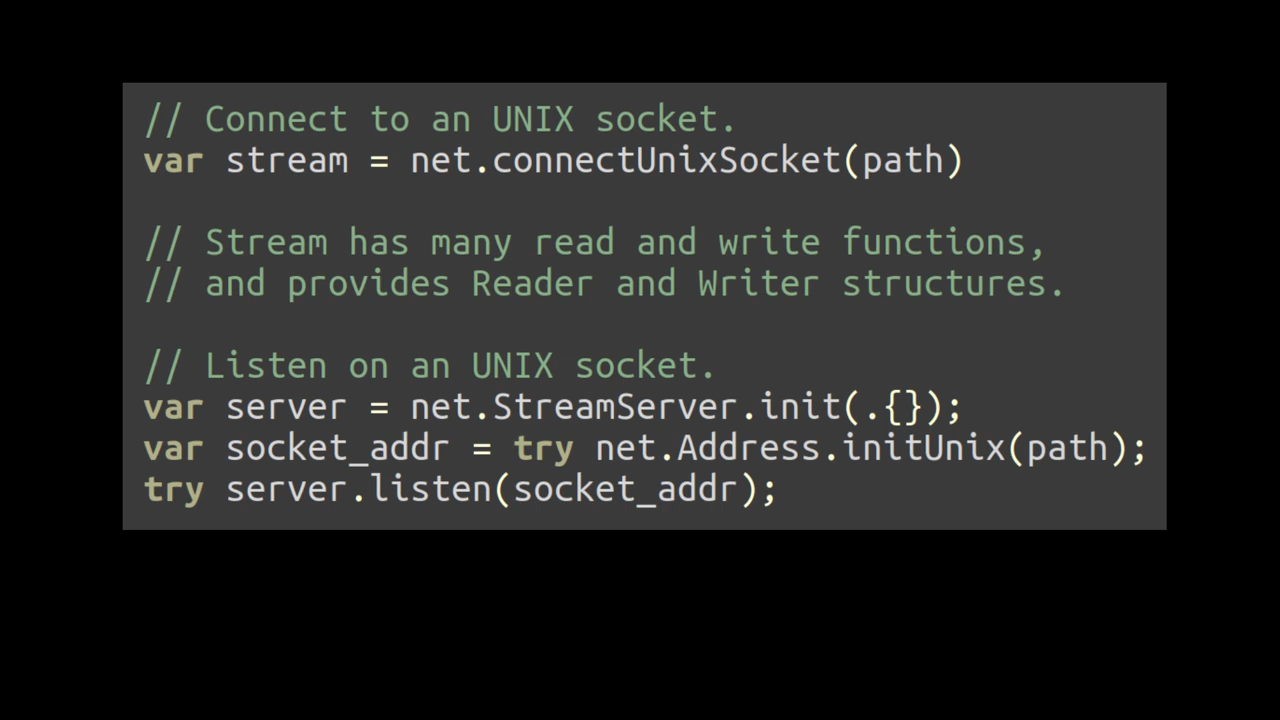 // Connect to an UNIX socket.
var stream = net.connectUnixSocket(path)
// Stream has many read and write functions,
// and provides Reader and Writer structures.
// Listen on an UNIX socket.
var server = net.StreamServer.init(.{});
var socket_addr = try net.Address.initUnix(path);
try server.listen(socket_addr);